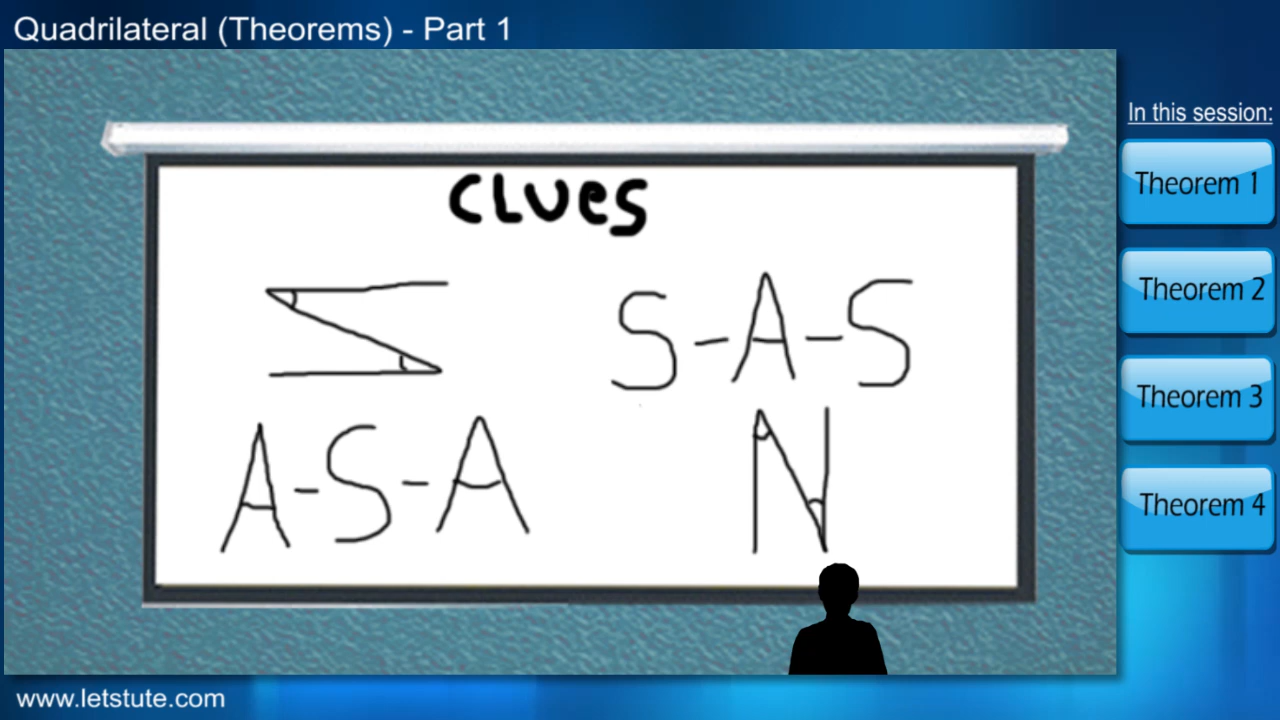 Quadrilateral (Theorems) - Part 1
In this session:
Theorem 1
Theorem 2
Theorem 3
Theorem 4
CLUes
S-A-S
A-S-A
N
www.letstute.com